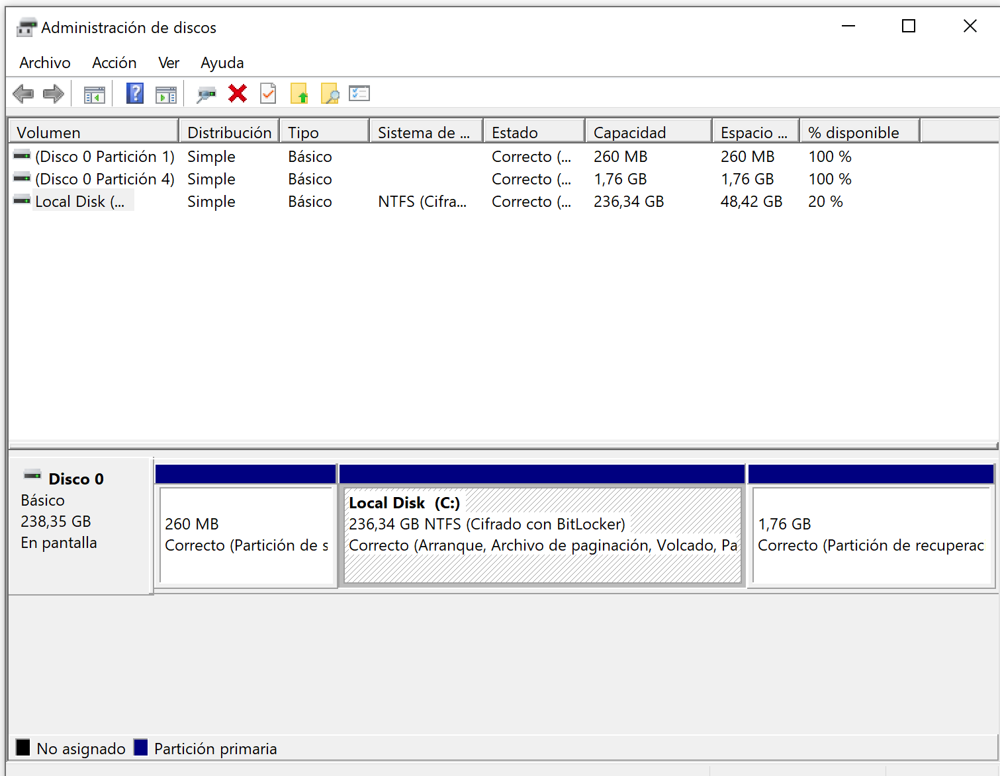 Administración de discos
Archivo Acción Ver Ayuda
Volumen Distribución Tipo Sistema de ... Estado Capacidad Espacio ... % disponible
(Disco 0 Partición 1) Simple Básico Correcto (... 260 MB 260 MB 100 %
(Disco 0 Partición 4) Simple Básico Correcto (... 1,76 GB 1,76 GB 100 %
Local Disk (... Simple Básico NTFS (Cifra... Correcto (... 236,34 GB 48,42 GB 20 %
Disco 0
Básico
238,35 GB
En pantalla
260 MB
Correcto (Partición de s
Local Disk (C:)
236,34 GB NTFS (Cifrado con BitLocker)
Correcto (Arranque, Archivo de paginación, Volcado, Pa
1,76 GB
Correcto (Partición de recuperac
No asignado Partición primaria